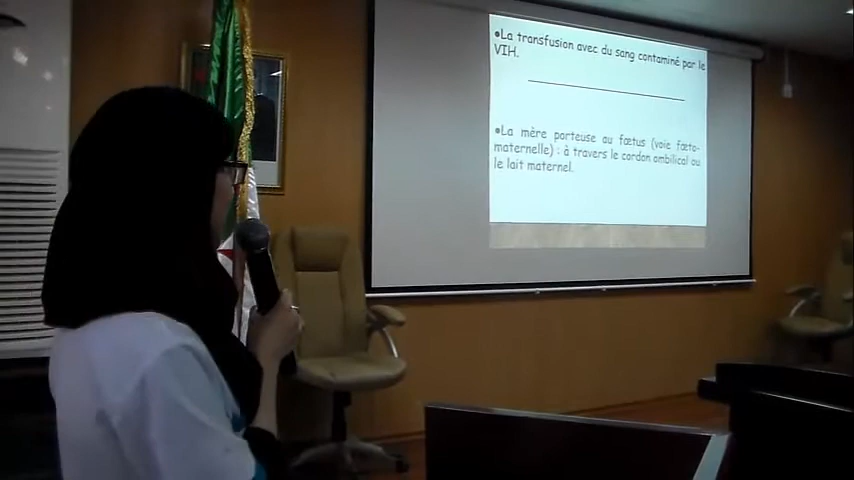 •La transfusion avec du sang contaminé par le
VIH.
•La mère porteuse au fœtus (voie fœto-
maternelle) : à travers le cordon ombilical ou
le lait maternel.